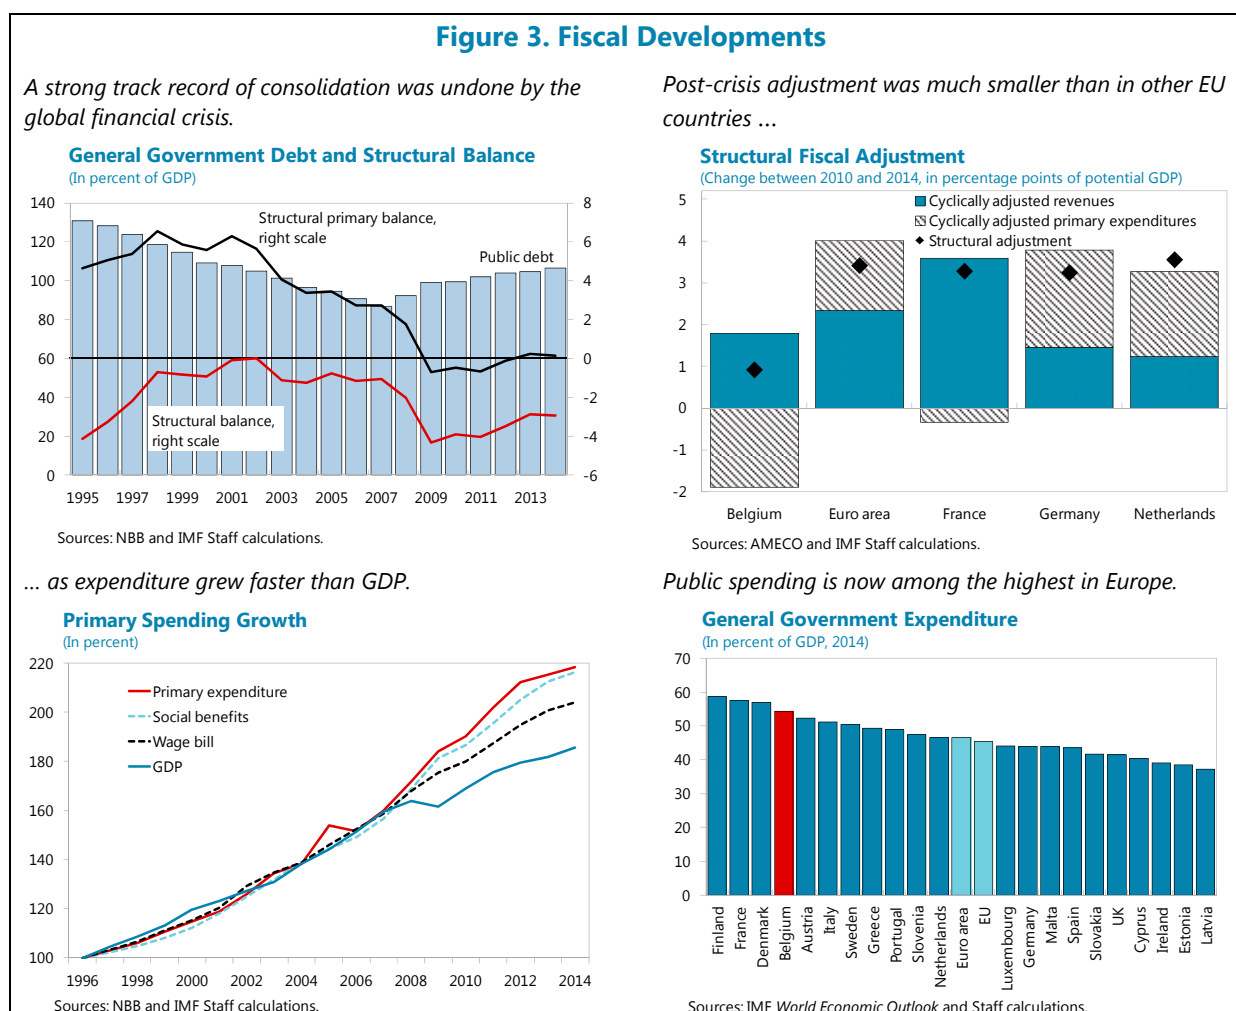 Figure 3. Fiscal Developments
A strong track record of consolidation was undone by the
global financial crisis.
General Government Debt and Structural Balance
(In percent of GDP)
140
120
100
80
60
40
20
0
8
6
4
2
0
-2
-4
-6
Structural primary balance,
right scale
Public debt
Structural balance,
right scale
1995 1997 1999 2001 2003 2005 2007 2009 2011 2013
Sources: NBB and IMF Staff calculations.
Post-crisis adjustment was much smaller than in other EU
countries ...
Structural Fiscal Adjustment
(Change between 2010 and 2014, in percentage points of potential GDP)
5
4
3
2
1
0
-1
-2
Cyclically adjusted revenues
Cyclically adjusted primary expenditures
Structural adjustment
Belgium Euro area France Germany Netherlands
Sources: AMECO and IMF Staff calculations.
... as expenditure grew faster than GDP.
Primary Spending Growth
(In percent)
220
200
180
160
140
120
100
Primary expenditure
Social benefits
Wage bill
GDP
1996 1998 2000 2002 2004 2006 2008 2010 2012 2014
Sources: NBB and IMF Staff calculations.
Public spending is now among the highest in Europe.
General Government Expenditure
(In percent of GDP, 2014)
70
60
50
40
30
20
10
0
Finland
France
Denmark
Belgium
Austria
Italy
Sweden
Greece
Portugal
Slovenia
Netherlands
Euro area
EU
Luxembourg
Germany
Malta
Spain
Slovakia
UK
Cyprus
Ireland
Estonia
Latvia
Sources: IMF World Economic Outlook and Staff calculations.